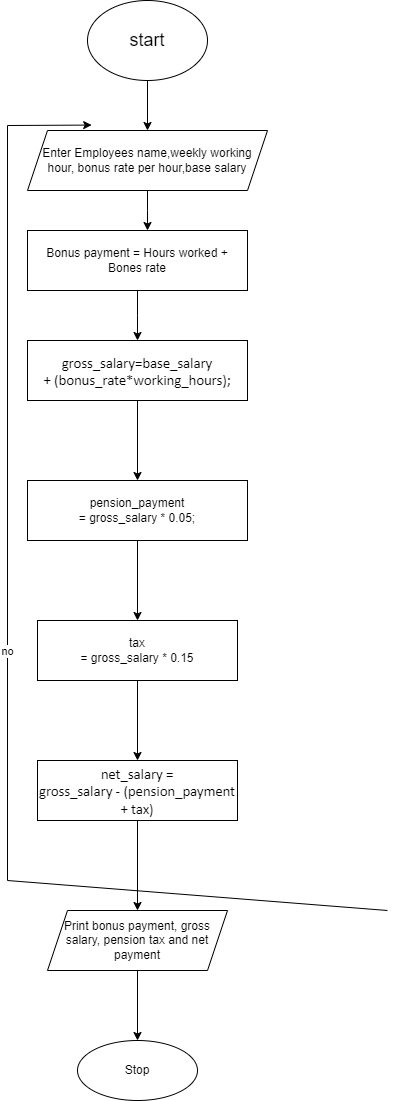 start
Enter Employees name,weekly working
hour, bonus rate per hour,base salary
Bonus payment = Hours worked +
Bones rate
gross_salary=base_salary
+ (bonus_rate*working_hours);
pension_payment
= gross_salary * 0.05;
tax
= gross_salary * 0.15
no
net_salary =
gross_salary - (pension_payment
+ tax)
Print bonus payment, gross
salary, pension tax and net
payment
Stop